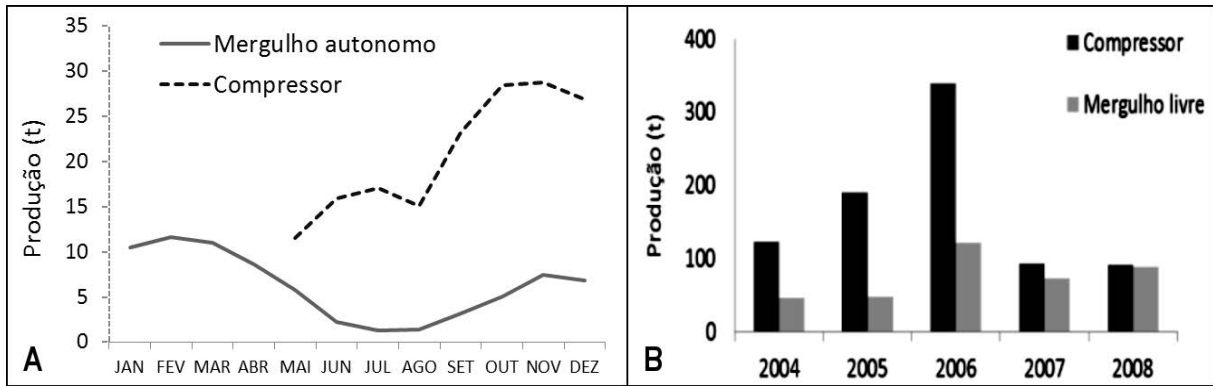 35
30
25
20
15
10
5
0
Produção (t)
Mergulho autonomo
Compressor
JAN FEV MAR ABR MAI JUN JUL AGO SET OUT NOV DEZ
A
400
300
200
100
0
Produção (t)
Compressor
Mergulho livre
2004 2005 2006 2007 2008
B